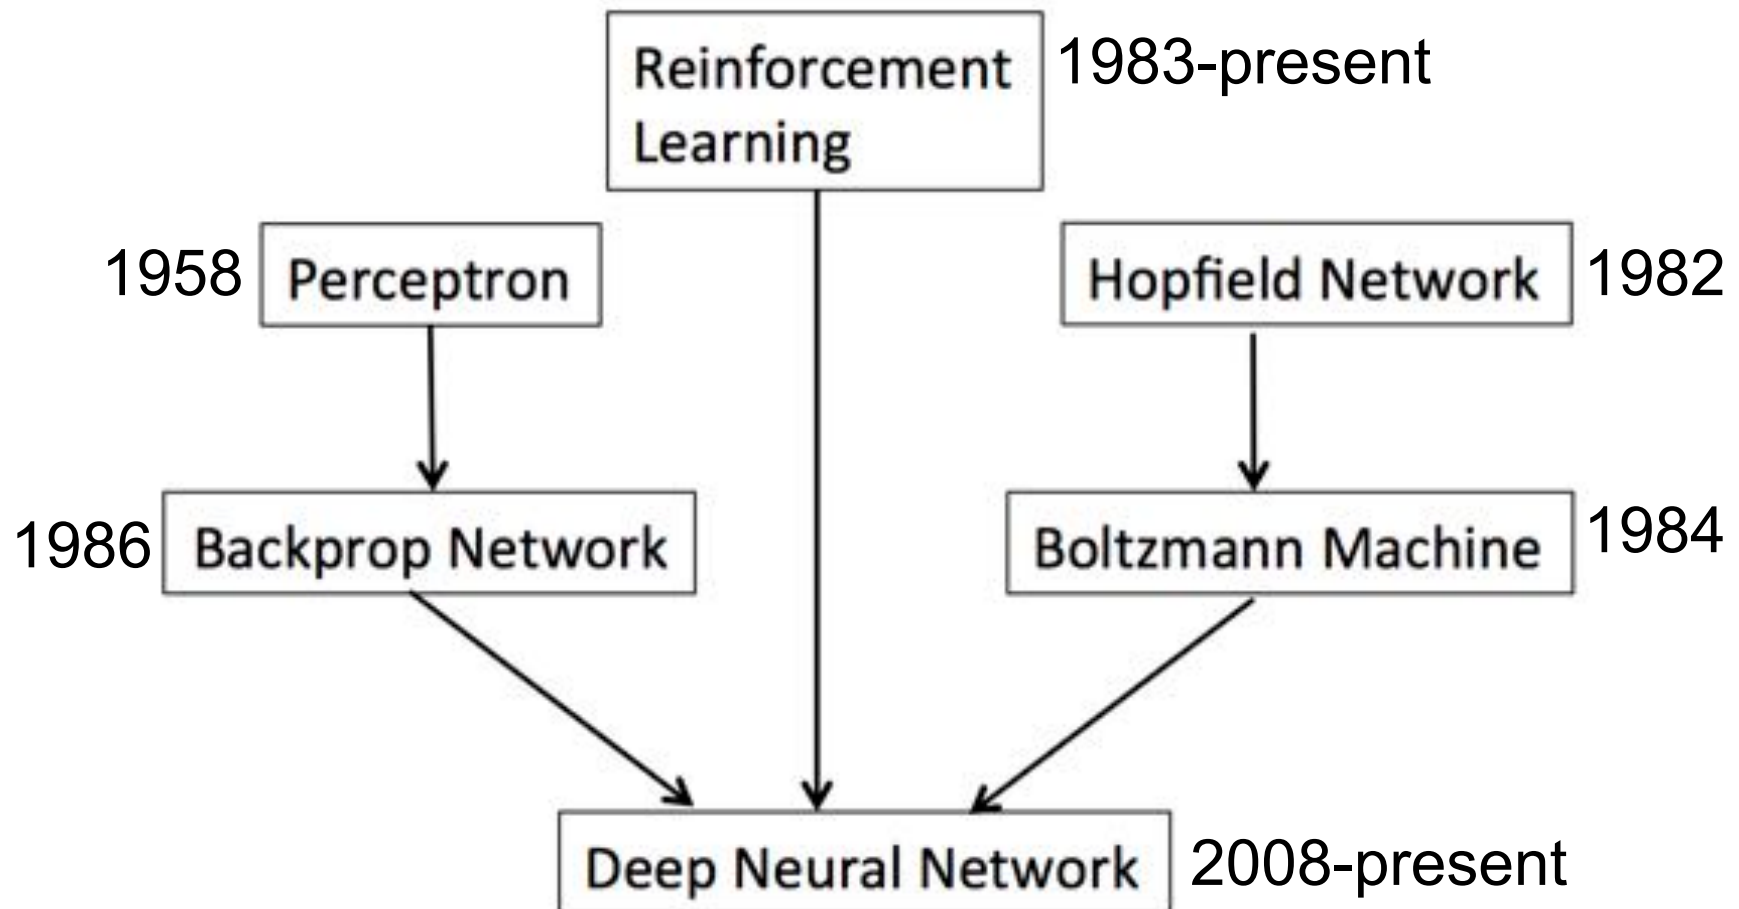 Reinforcement
Learning
1983-present
1958
Perceptron
Hopfield Network
1982
1986
Backprop Network
Boltzmann Machine
1984
Deep Neural Network
2008-present